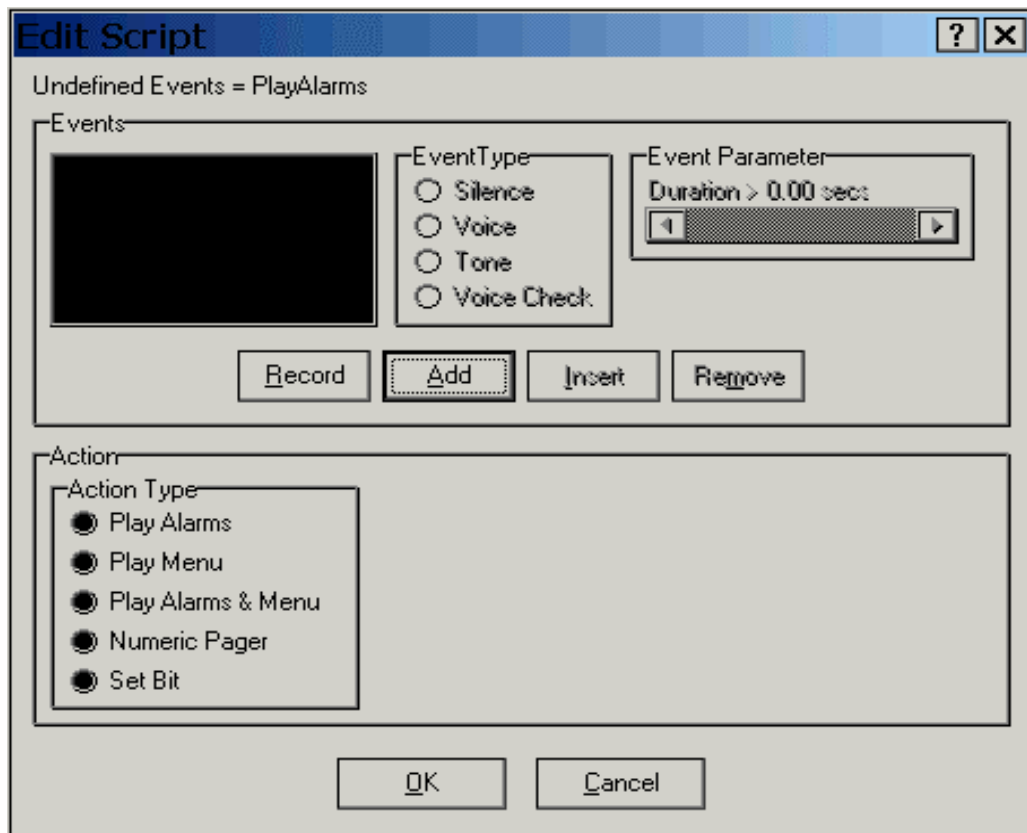 Edit Script
Undefined Events = PlayAlarms
Events
EventType
Silence
Voice
Tone
Voice Check
Event Parameter
Duration > 0.00 secs
Record
Add
Insert
Remove
Action
Action Type
Play Alarms
Play Menu
Play Alarms & Menu
Numeric Pager
Set Bit
OK
Cancel